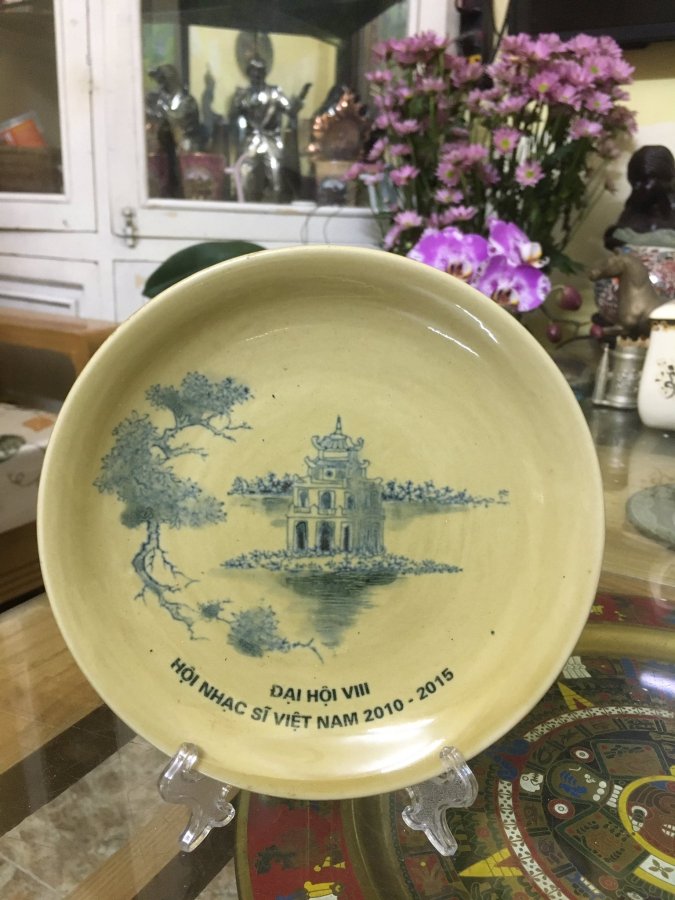 ĐẠI HỘI VIII
HỘI NHẠC SĨ VIỆT NAM 2010 - 2015